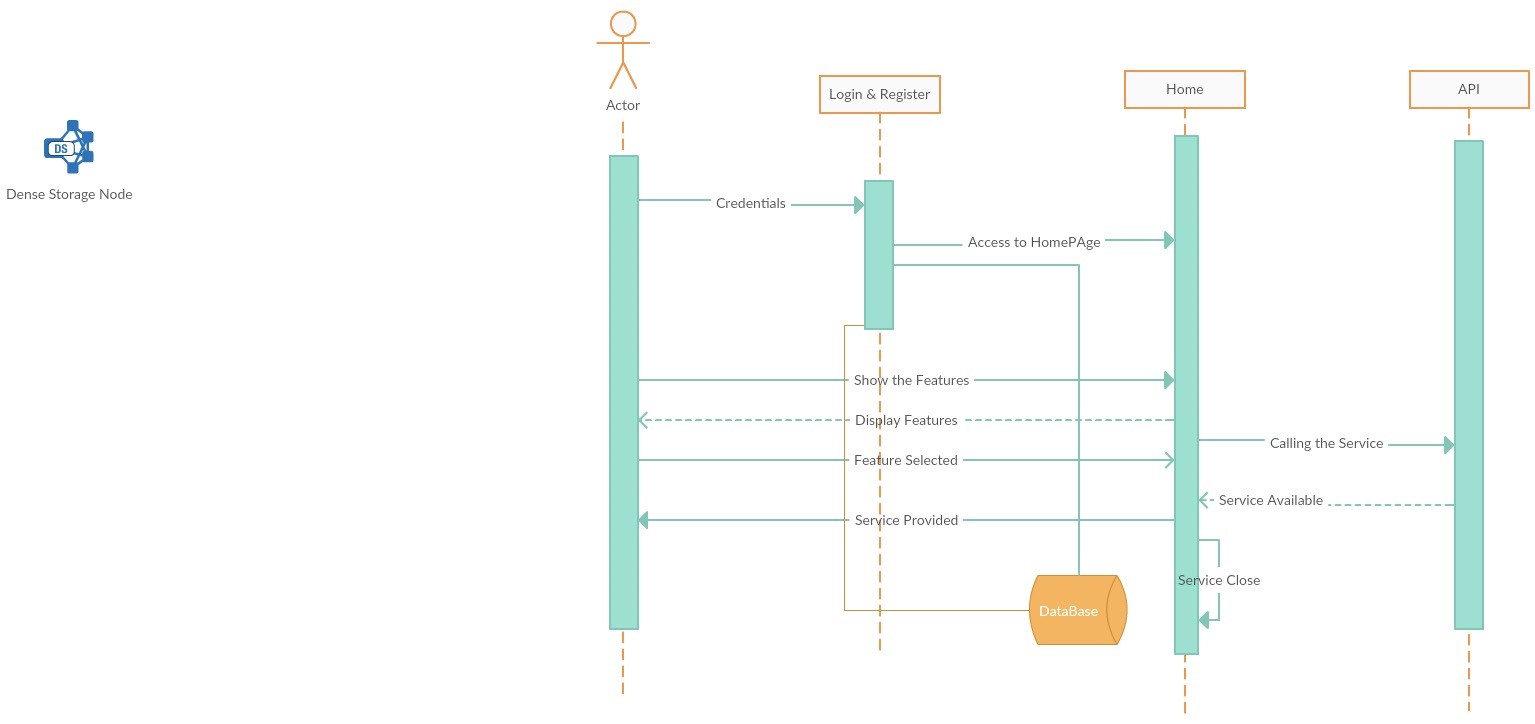 Actor
Login & Register
Home
API
DS
Dense Storage Node
Credentials
Access to HomePAge
Show the Features
Display Features
Calling the Service
Feature Selected
Service Available
Service Provided
Service Close
DataBase